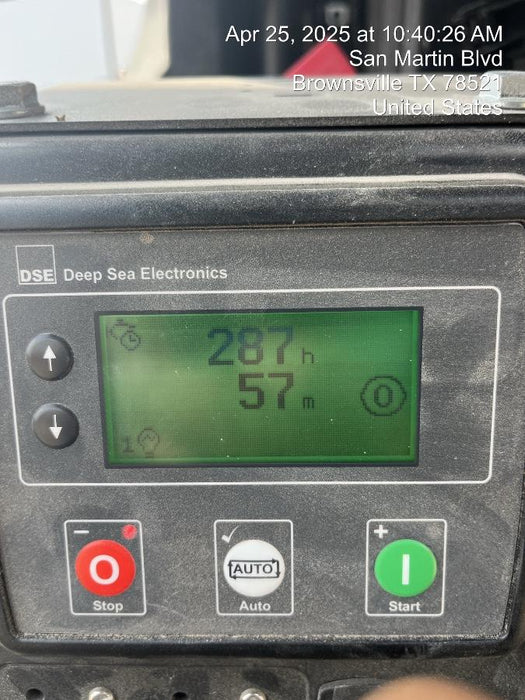 Apr 25, 2025 at 10:40:26 AM
San Martin Blvd
Brownsville TX 78521
United States
DSE Deep Sea Electronics
287 h
57 m
0
1
- O Stop
AUTO Auto
+ I Start